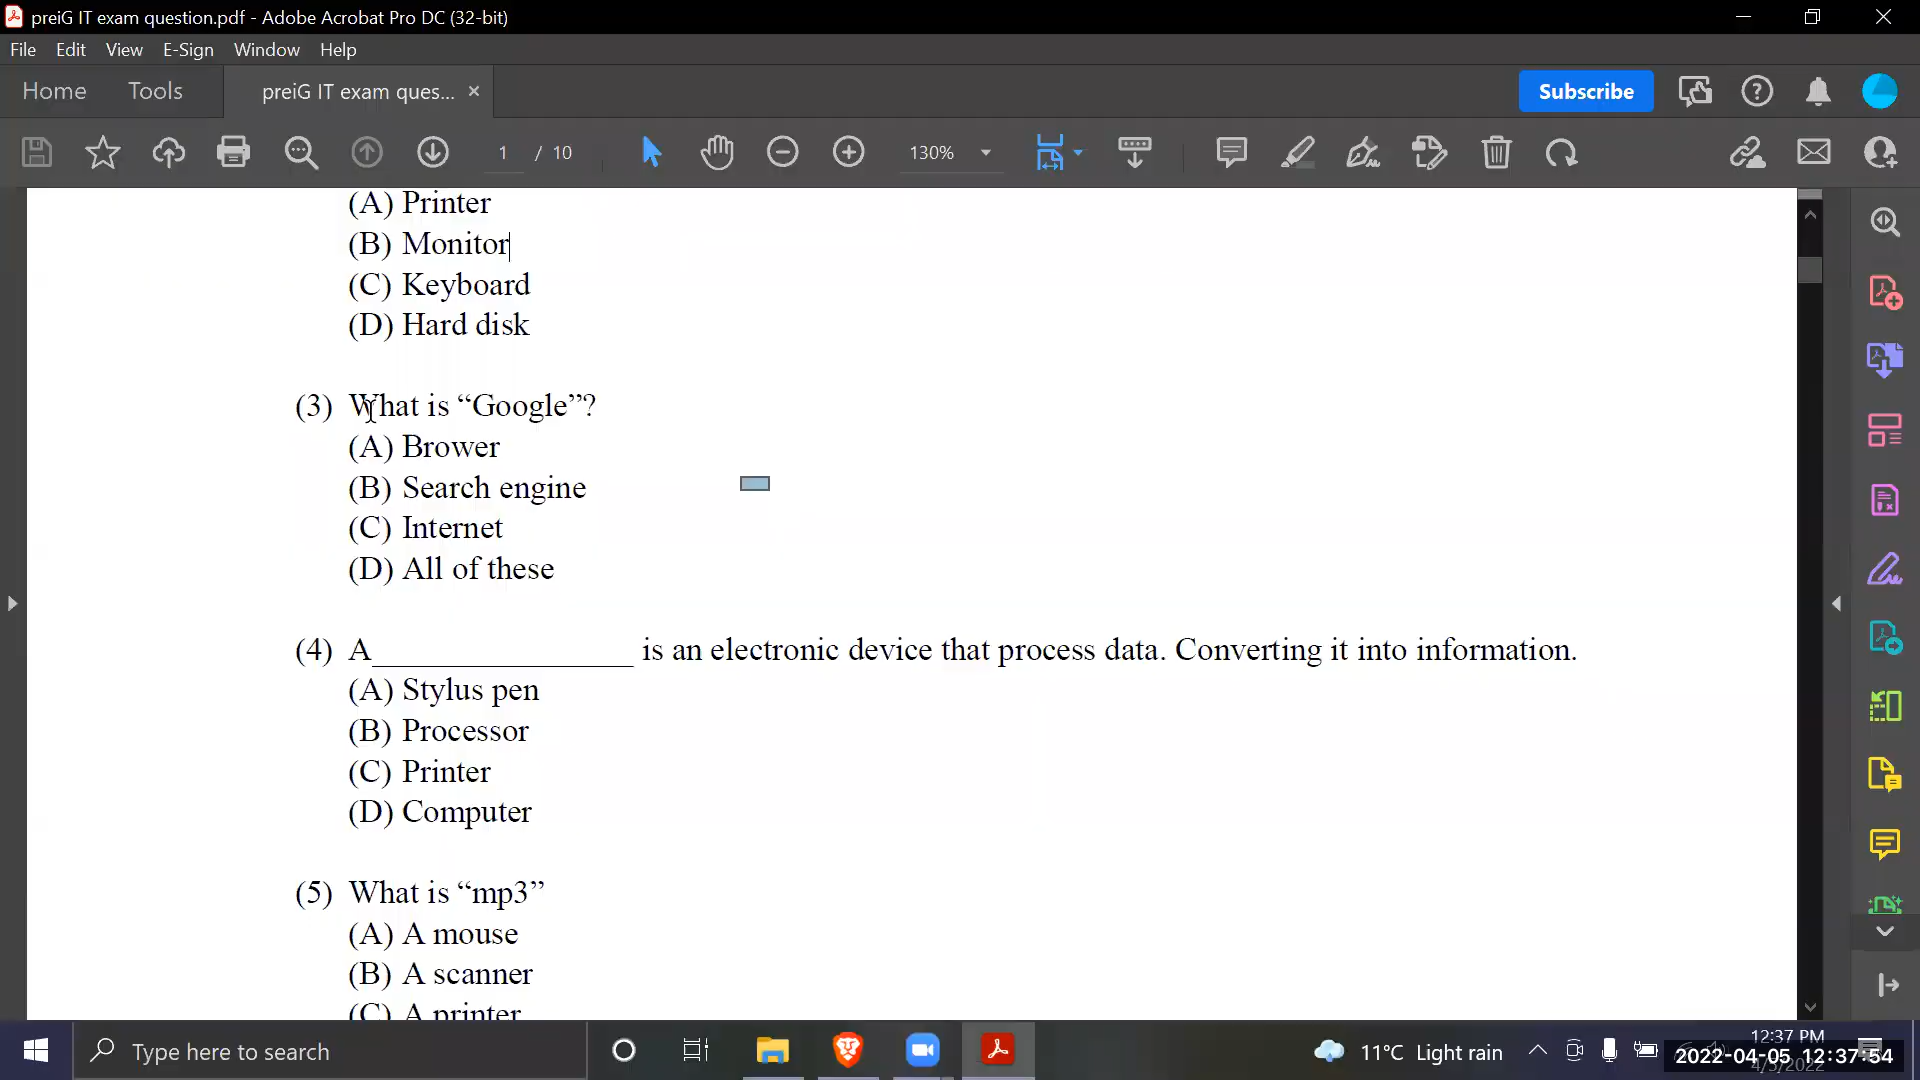 preiG IT exam question.pdf - Adobe Acrobat Pro DC (32-bit)
File Edit View E-Sign Window Help
Home Tools preiG IT exam ques... × Subscribe
1 / 10 130%
(A) Printer
(B) Monitor
(C) Keyboard
(D) Hard disk
(3) What is “Google”?
(A) Brower
(B) Search engine
(C) Internet
(D) All of these
(4) A________________ is an electronic device that process data. Converting it into information.
(A) Stylus pen
(B) Processor
(C) Printer
(D) Computer
(5) What is “mp3”
(A) A mouse
(B) A scanner
(C) A printer
Type here to search 11°C Light rain 12:37 PM
2022-04-05 12:37:54